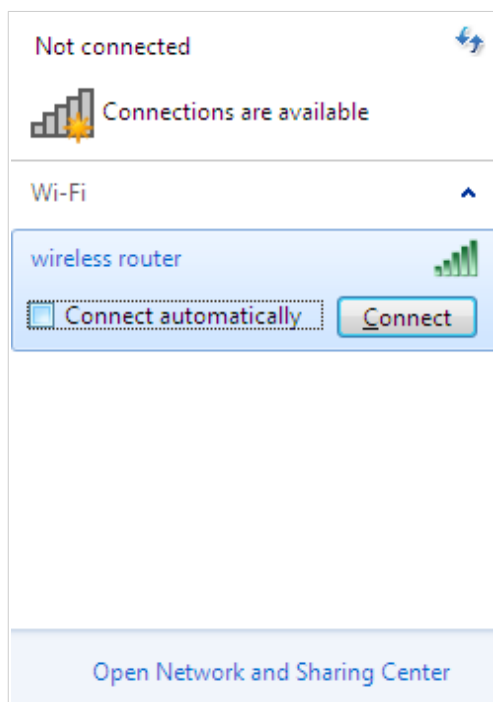 Not connected
Connections are available
Wi-Fi
wireless router
Connect automatically
Connect
Open Network and Sharing Center